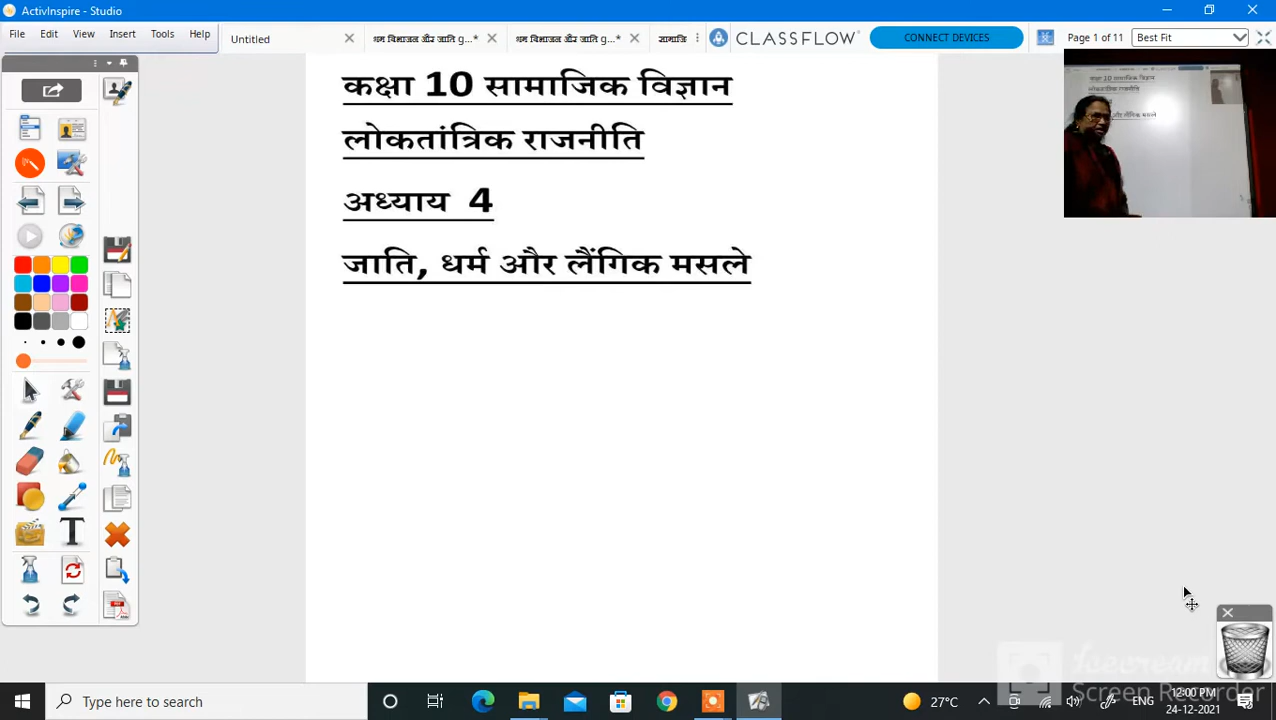 ActivInspire - Studio
File Edit View Insert Tools Help
Untitled
CLASSFLOW
CONNECT DEVICES
Page 1 of 11
Best Fit
कक्षा 10 सामाजिक विज्ञान
लोकतांत्रिक राजनीति
अध्याय 4
जाति, धर्म और लैंगिक मसले
Icecream
Screen Recorder
Type here to search
27°C
ENG
12:00 PM
24-12-2021